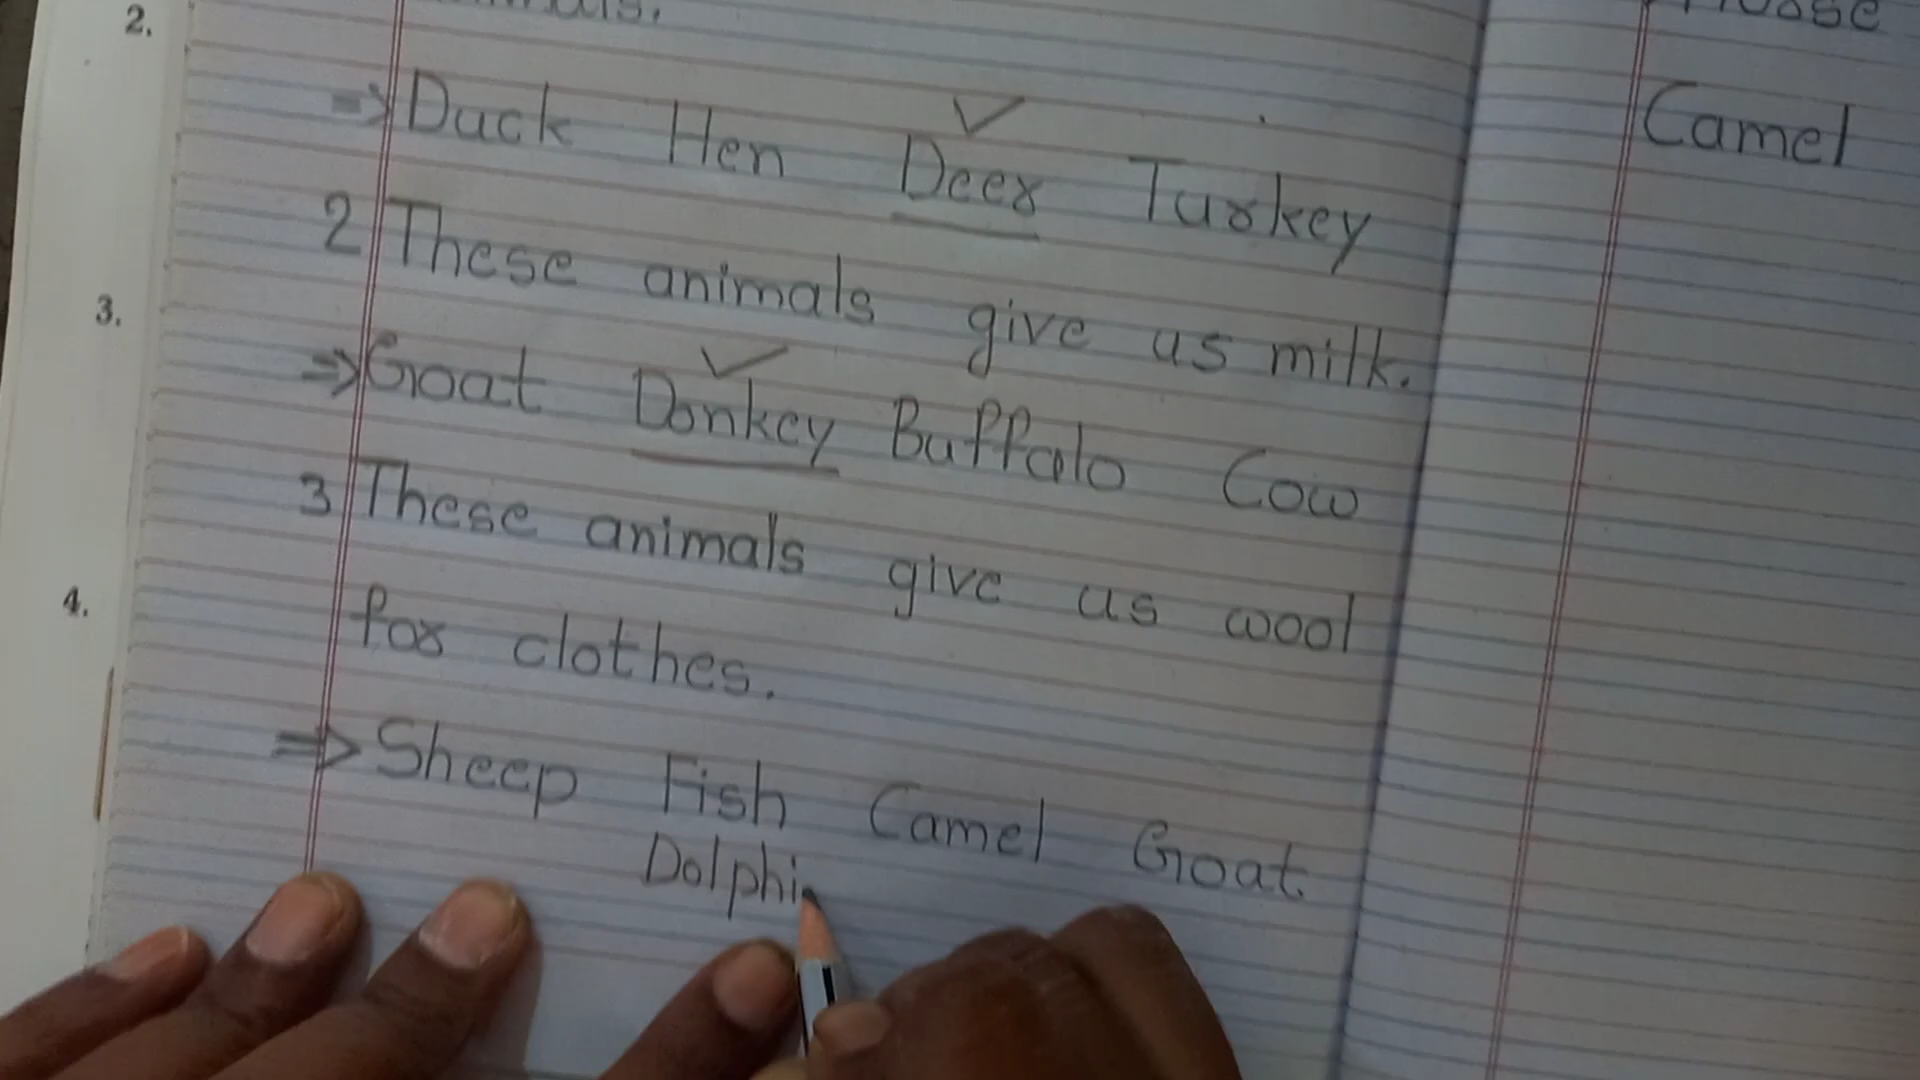 2.
⇒ Duck Hen Deer Turkey
2 These animals give us milk.
3.
⇒ Goat Donkey Buffalo Cow
3 These animals give us wool
4.
for clothes.
⇒ Sheep Fish Camel Goat.
Dolphi
Camel